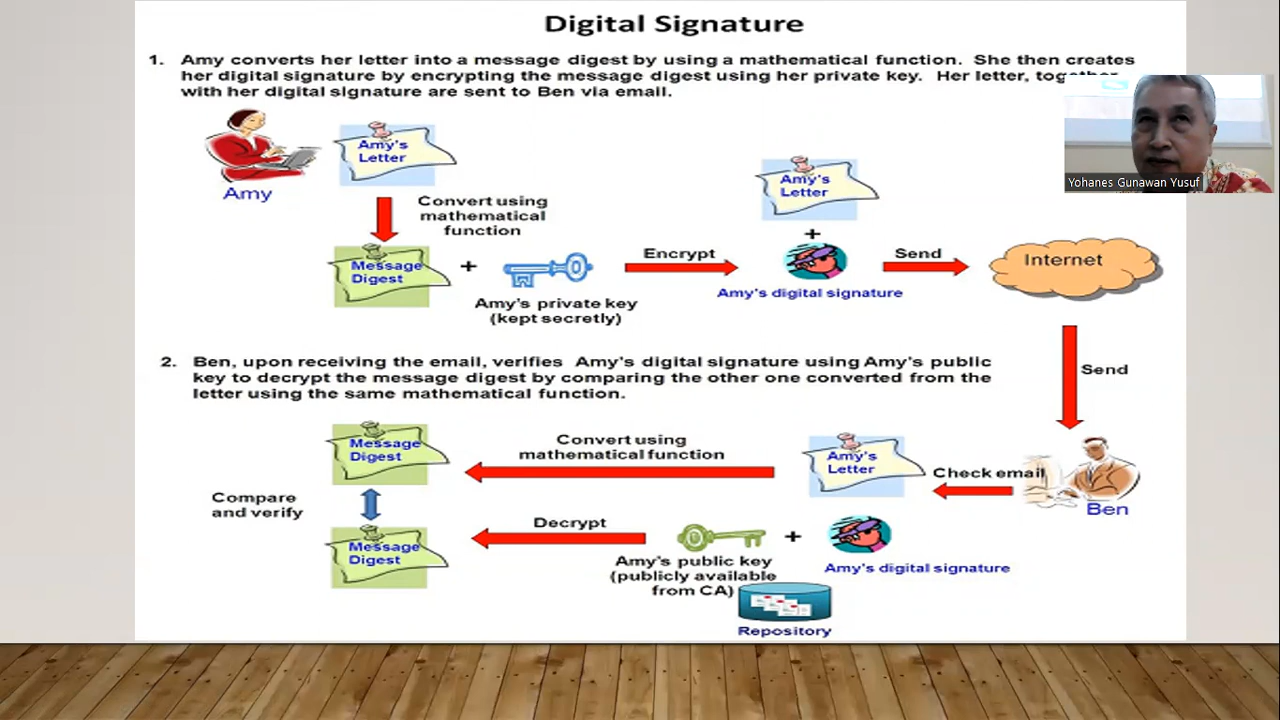 Digital Signature
1. Amy converts her letter into a message digest by using a mathematical function. She then creates
her digital signature by encrypting the message digest using her private key. Her letter, together
with her digital signature are sent to Ben via email.
Yohanes Gunawan Yusuf
Amy
Amy's
Letter
Convert using
mathematical
function
Amy's
Letter
+
Message
Digest
+
Encrypt
Send
Internet
Amy's private key
(kept secretly)
Amy's digital signature
2. Ben, upon receiving the email, verifies Amy's digital signature using Amy's public
key to decrypt the message digest by comparing the other one converted from the
letter using the same mathematical function.
Send
Message
Digest
Convert using
mathematical function
Amy's
Letter
Check email
Ben
Compare
and verify
Message
Digest
Decrypt
+
Amy's public key
(publicly available
from CA)
Amy's digital signature
Repository